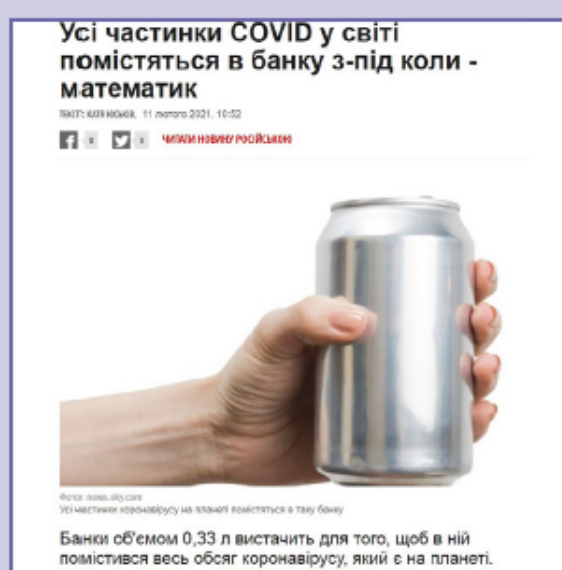 Усі частинки COVID у світі
помістяться в банку з-під коли -
математик
11 лютого 2021, 10:52
ЧИТАТИ НОВИНУ РОСІЙСЬКОЮ
Фото: news.sky.com
Усі частинки коронавірусу на планеті помістяться в таку банку
Банки об'ємом 0,33 л вистачить для того, щоб в ній
помістився весь обсяг коронавірусу, який є на планеті.